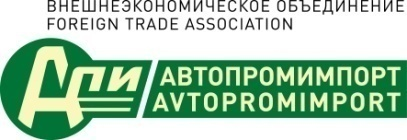 ВНЕШНЕЭКОНОМИЧЕСКОЕ ОБЪЕДИНЕНИЕ
FOREIGN TRADE ASSOCIATION
Апи
АВТОПРОМИМПОРТ
AVTOPROMIMPORT